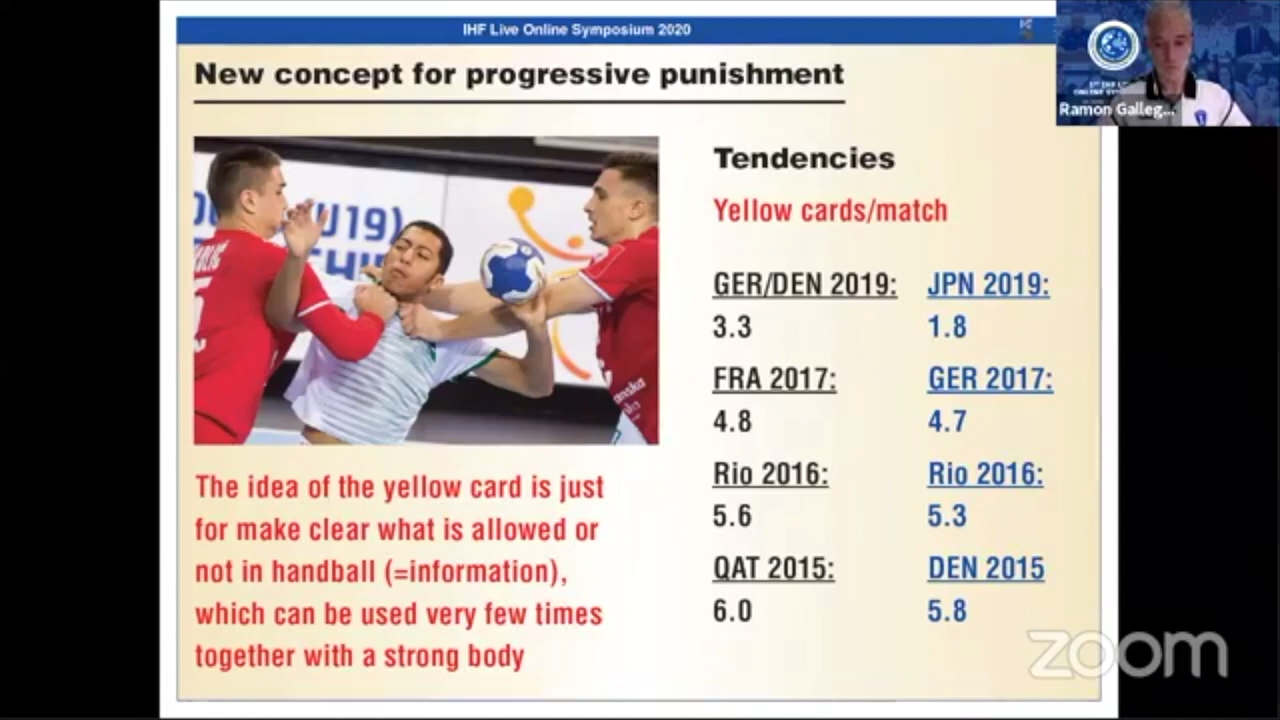 IHF Live Online Symposium 2020
New concept for progressive punishment
Ramon Galleg...
Tendencies
Yellow cards/match
GER/DEN 2019: JPN 2019:
3.3 1.8
FRA 2017: GER 2017:
4.8 4.7
Rio 2016: Rio 2016:
5.6 5.3
QAT 2015: DEN 2015
6.0 5.8
The idea of the yellow card is just
for make clear what is allowed or
not in handball (=information),
which can be used very few times
together with a strong body
zoom